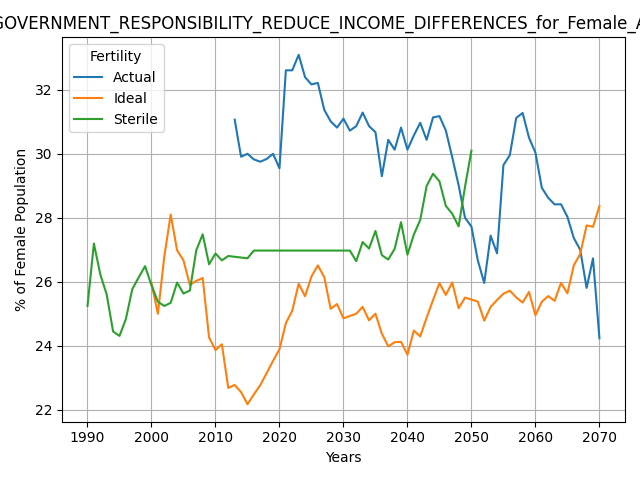 GOVERNMENT_RESPONSIBILITY_REDUCE_INCOME_DIFFERENCES_for_Female_A
Fertility
Actual
Ideal
Sterile
% of Female Population
32
30
28
26
24
22
1990 2000 2010 2020 2030 2040 2050 2060 2070
Years